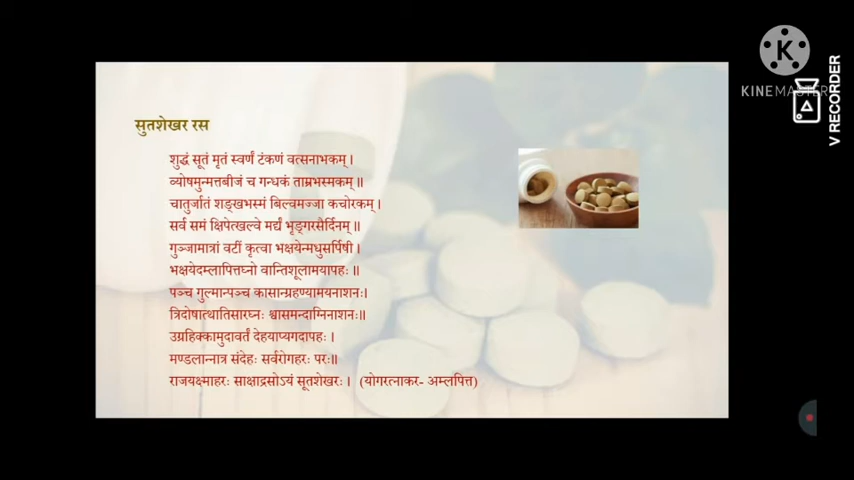 KINEMASTER
V RECORDER
सुतशेखर रस
शुद्धं सूतं मृतं स्वर्णं टंकणं वत्सनाभकम् ।
व्योषमुन्मत्तबीजं च गन्धकं ताम्रभस्मकम् ॥
चातुर्जातं शङ्खभस्मं बिल्वमज्जा कचोरकम् ।
सर्व समं क्षिपेत्खल्वे मर्द्यं भृङ्गरसैर्दिनम् ॥
गुञ्जामात्रां वटीं कृत्वा भक्षयेन्मधुसर्पिषी ।
भक्षयेदम्लापित्तघ्नो वान्तिशूलामयापहः ॥
पञ्च गुल्मान्पञ्च कासान्ग्रहण्यामयनाशनः।
त्रिदोषात्थातिसारघ्नः श्वासमन्दाग्निनाशनः॥
उग्रहिक्कामुदावर्तं देहयाप्यगदापहः ।
मण्डलान्नात्र संदेहः सर्वरोगहरः परः॥
राजयक्ष्माहरः साक्षाद्रसोऽयं सूतशेखरः । (योगरत्नाकर- अम्लपित्त)